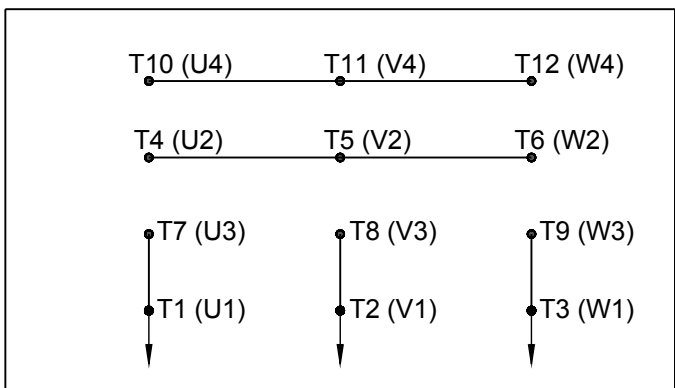 T10 (U4) T11 (V4) T12 (W4)
T4 (U2) T5 (V2) T6 (W2)
T7 (U3) T8 (V3) T9 (W3)
T1 (U1) T2 (V1) T3 (W1)